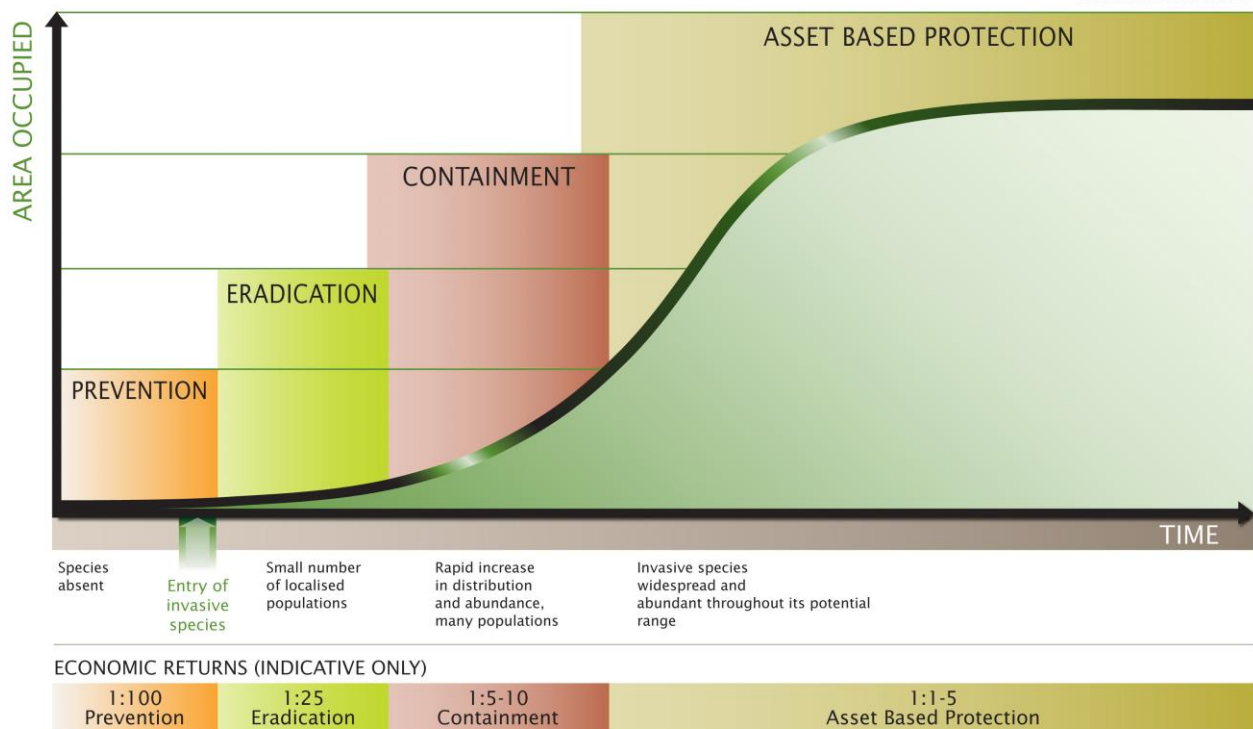 AREA OCCUPIED
ASSET BASED PROTECTION
CONTAINMENT
ERADICATION
PREVENTION
TIME
Species
absent
Entry of
invasive
species
Small number
of localised
populations
Rapid increase
in distribution
and abundance,
many populations
Invasive species
widespread and
abundant throughout its potential
range
ECONOMIC RETURNS (INDICATIVE ONLY)
1:100
Prevention
1:25
Eradication
1:5-10
Containment
1:1-5
Asset Based Protection